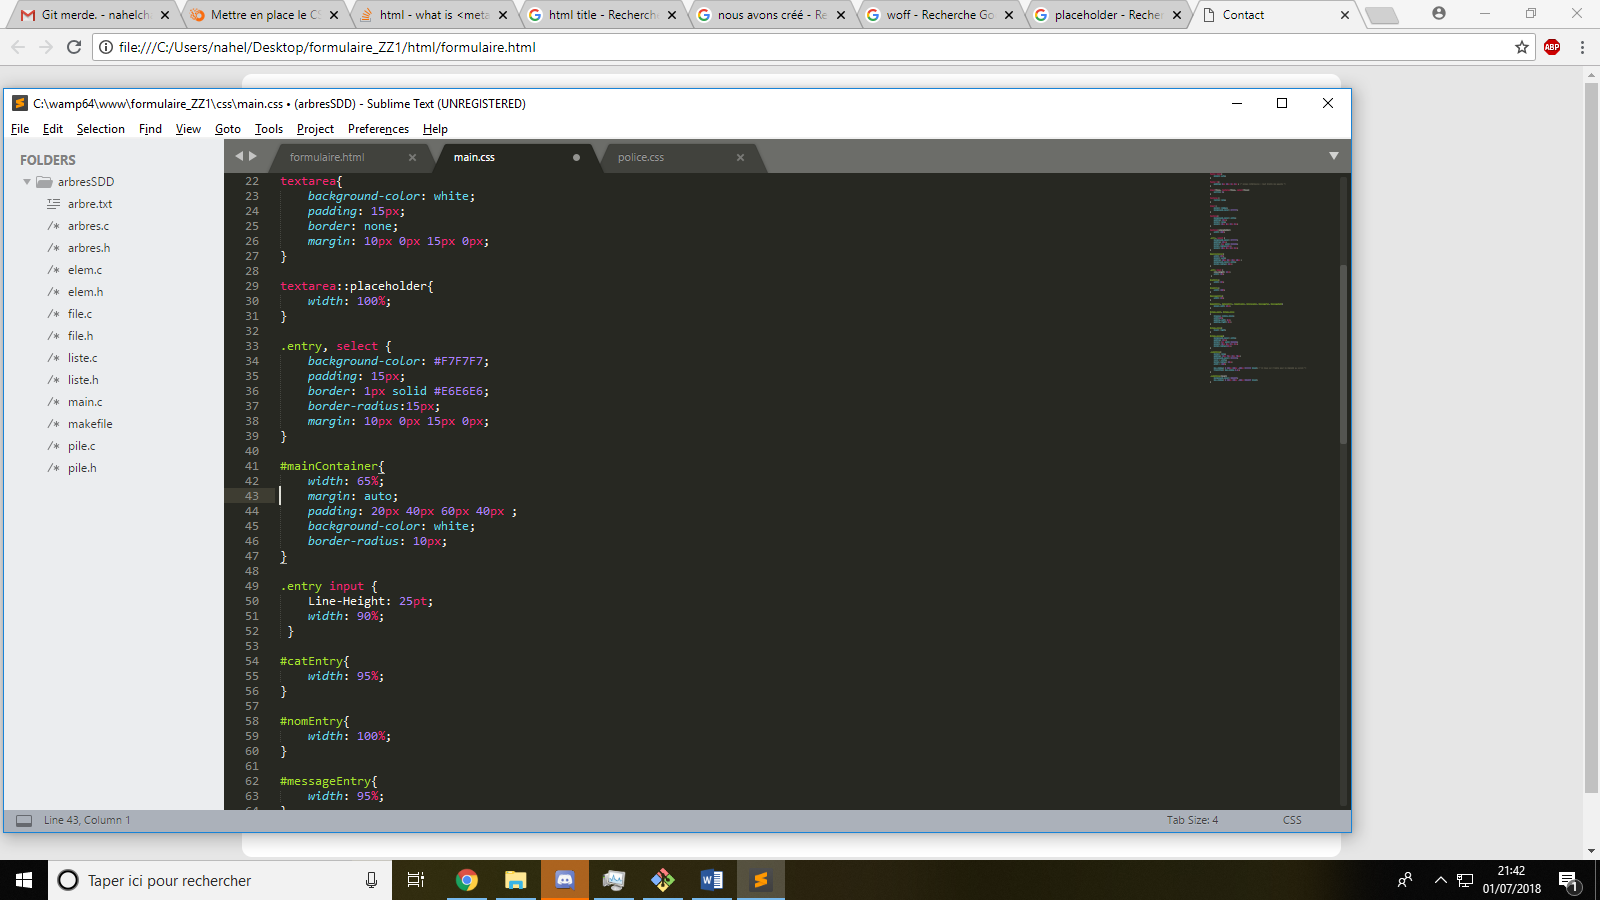 Git merde. - nahelch
Mettre en place le CS
html - what is <meta
html title - Recherche
nous avons créé - Re
woff - Recherche Goo
placeholder - Recher
Contact
file:///C:/Users/nahel/Desktop/formulaire_ZZ1/html/formulaire.html
ABP
C:\wamp64\www\formulaire_ZZ1\css\main.css • (arbresSDD) - Sublime Text (UNREGISTERED)
File Edit Selection Find View Goto Tools Project Preferences Help
FOLDERS
arbresSDD
arbre.txt
/* arbres.c
/* arbres.h
/* elem.c
/* elem.h
/* file.c
/* file.h
/* liste.c
/* liste.h
/* main.c
/* makefile
/* pile.c
/* pile.h
formulaire.html
main.css
police.css
22 textarea{
23 background-color: white;
24 padding: 15px;
25 border: none;
26 margin: 10px 0px 15px 0px;
27 }
28
29 textarea::placeholder{
30 width: 100%;
31 }
32
33 .entry, select {
34 background-color: #F7F7F7;
35 padding: 15px;
36 border: 1px solid #E6E6E6;
37 border-radius:15px;
38 margin: 10px 0px 15px 0px;
39 }
40
41 #mainContainer{
42 width: 65%;
43 margin: auto;
44 padding: 20px 40px 60px 40px ;
45 background-color: white;
46 border-radius: 10px;
47 }
48
49 .entry input {
50 Line-Height: 25pt;
51 width: 90%;
52 }
53
54 #catEntry{
55 width: 95%;
56 }
57
58 #nomEntry{
59 width: 100%;
60 }
61
62 #messageEntry{
63 width: 95%;
Line 43, Column 1
Tab Size: 4
CSS
Taper ici pour rechercher
21:42
01/07/2018
1